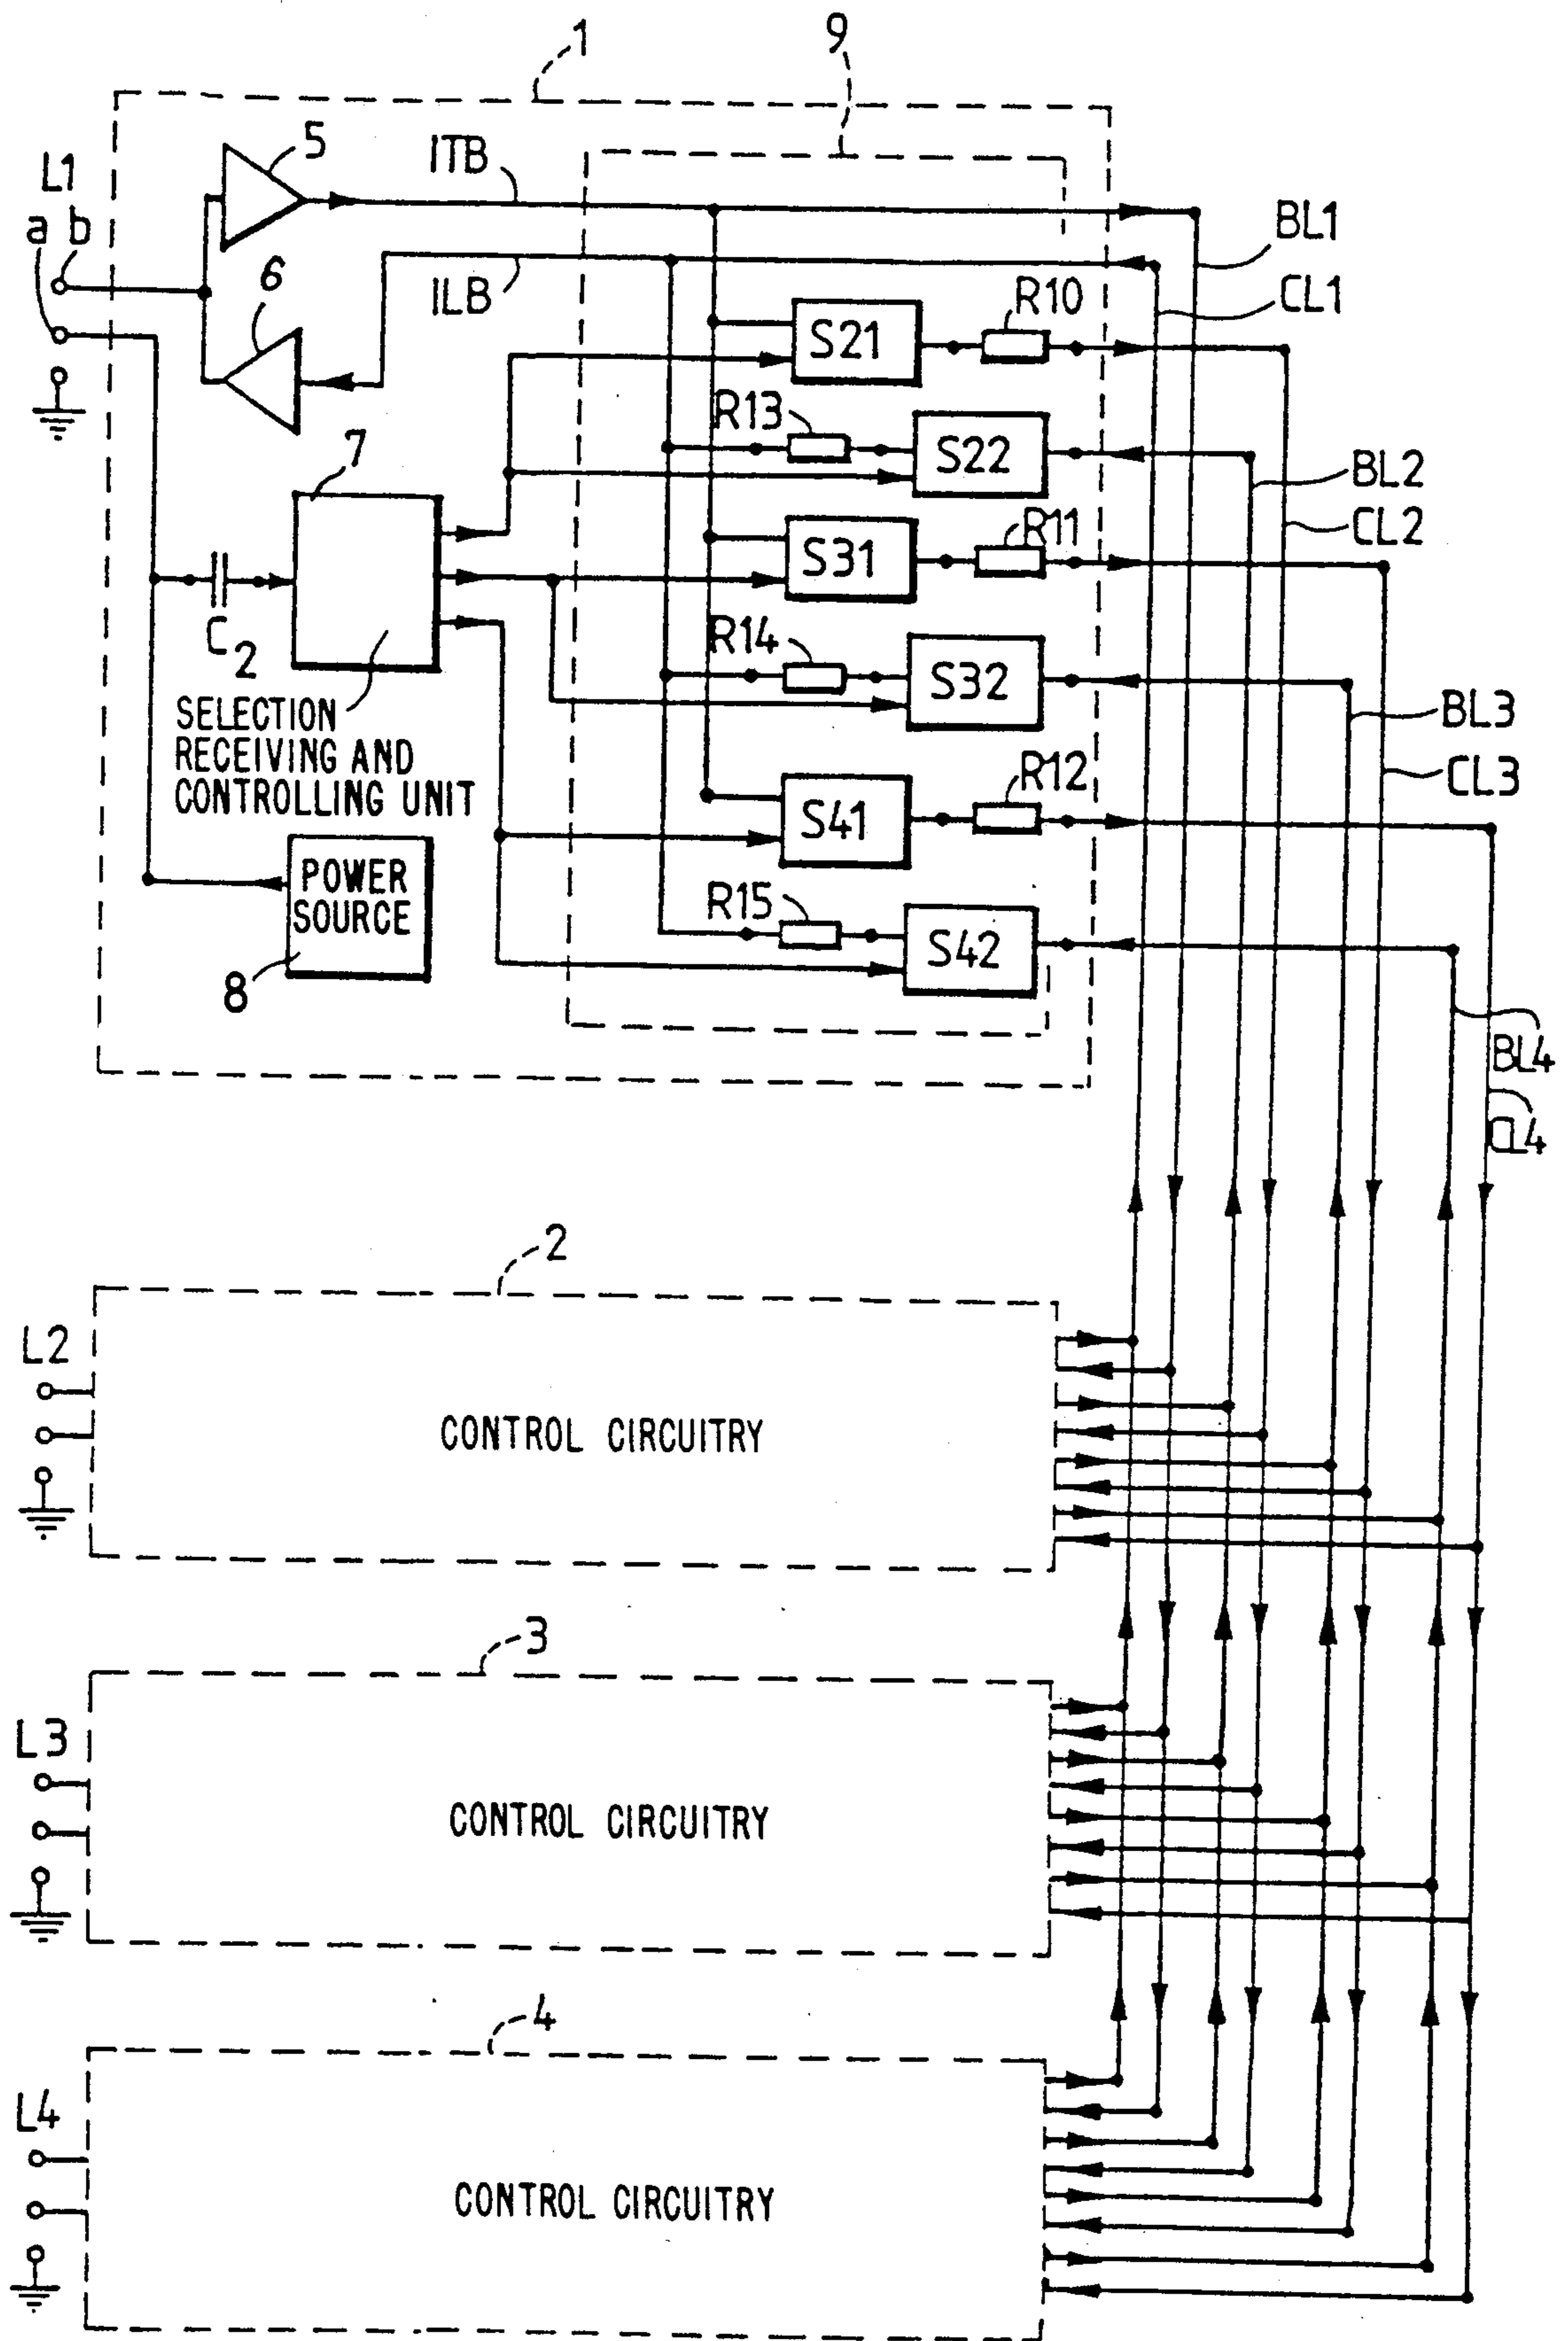 9
1
5
ITB
L1
a b
BL1
6
ILB
R10
CL1
S21
R13
7
S22
BL2
R11
CL2
S31
C2
R14
S32
SELECTION
RECEIVING AND
CONTROLLING UNIT
BL3
R12
CL3
S41
POWER
SOURCE
R15
S42
8
BL4
CL4
2
L2
CONTROL CIRCUITRY
3
L3
CONTROL CIRCUITRY
4
L4
CONTROL CIRCUITRY